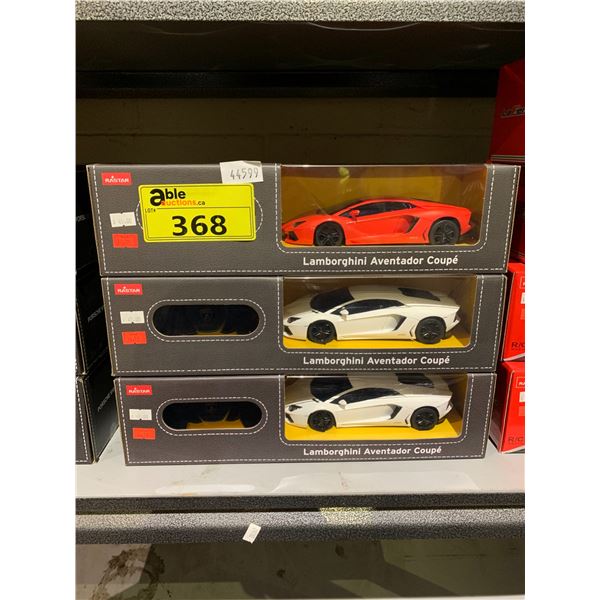 44599
RASTAR
able
auctions.ca
LOT#
368
Lamborghini Aventador Coupé
RASTAR
Lamborghini Aventador Coupé
RASTAR
Lamborghini Aventador Coupé
R/C
R/C